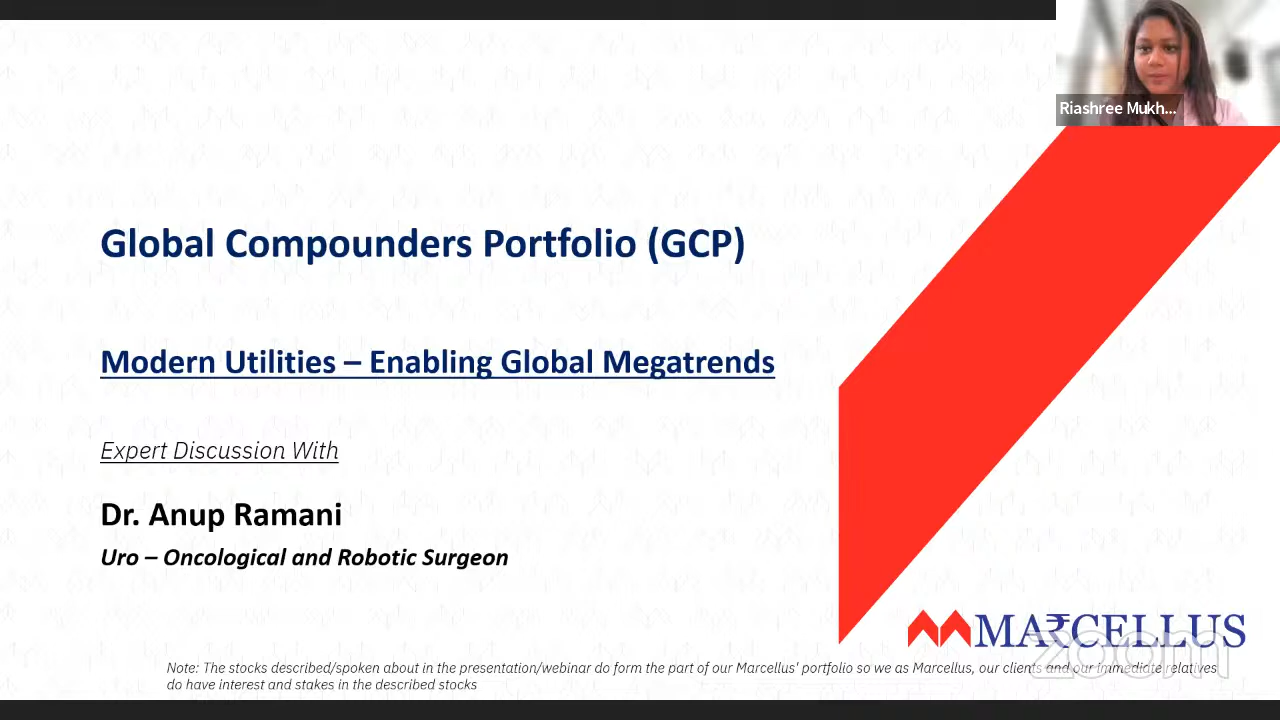 Riashree Mukh...
Global Compounders Portfolio (GCP)
Modern Utilities – Enabling Global Megatrends
Expert Discussion With
Dr. Anup Ramani
Uro – Oncological and Robotic Surgeon
MA₹CELLUS
zoom
Note: The stocks described/spoken about in the presentation/webinar do form the part of our Marcellus' portfolio so we as Marcellus, our clients and our immediate relatives
do have interest and stakes in the described stocks